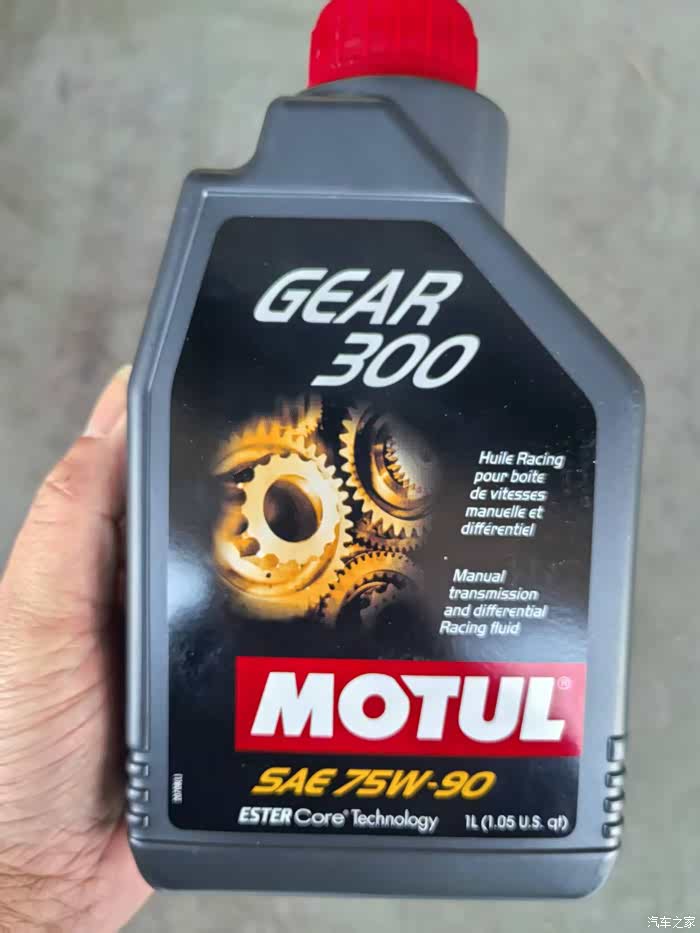 GEAR
300
Huile Racing
pour boîte
de vitesses
manuelle et
différentiel
Manual
transmission
and differential
Racing fluid
MOTUL®
SAE 75W-90
ESTER Core® Technology
1L (1.05 U.S. qt)
汽车之家